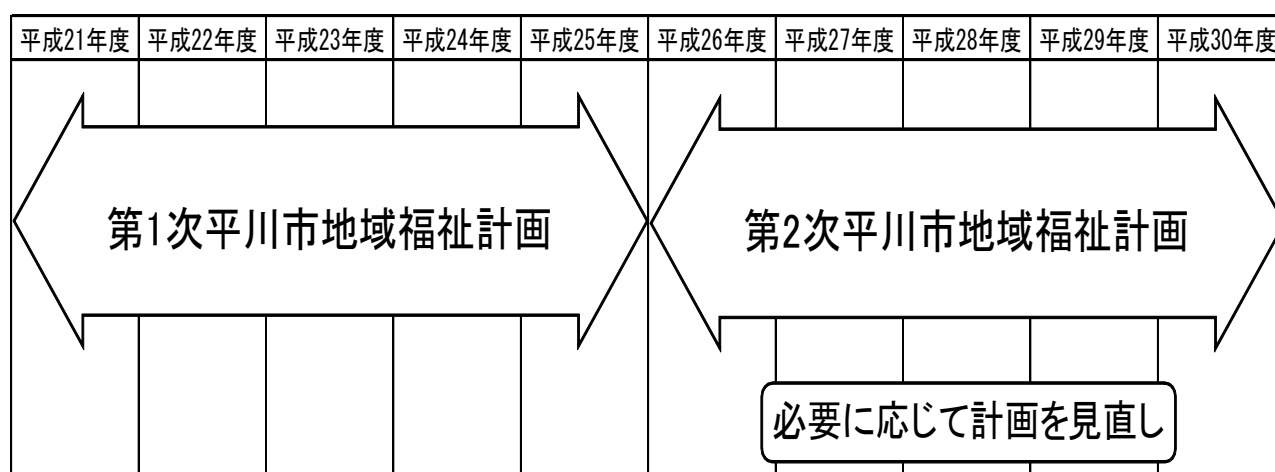 平成21年度 平成22年度 平成23年度 平成24年度 平成25年度 平成26年度 平成27年度 平成28年度 平成29年度 平成30年度
第1次平川市地域福祉計画 第2次平川市地域福祉計画
必要に応じて計画を見直し